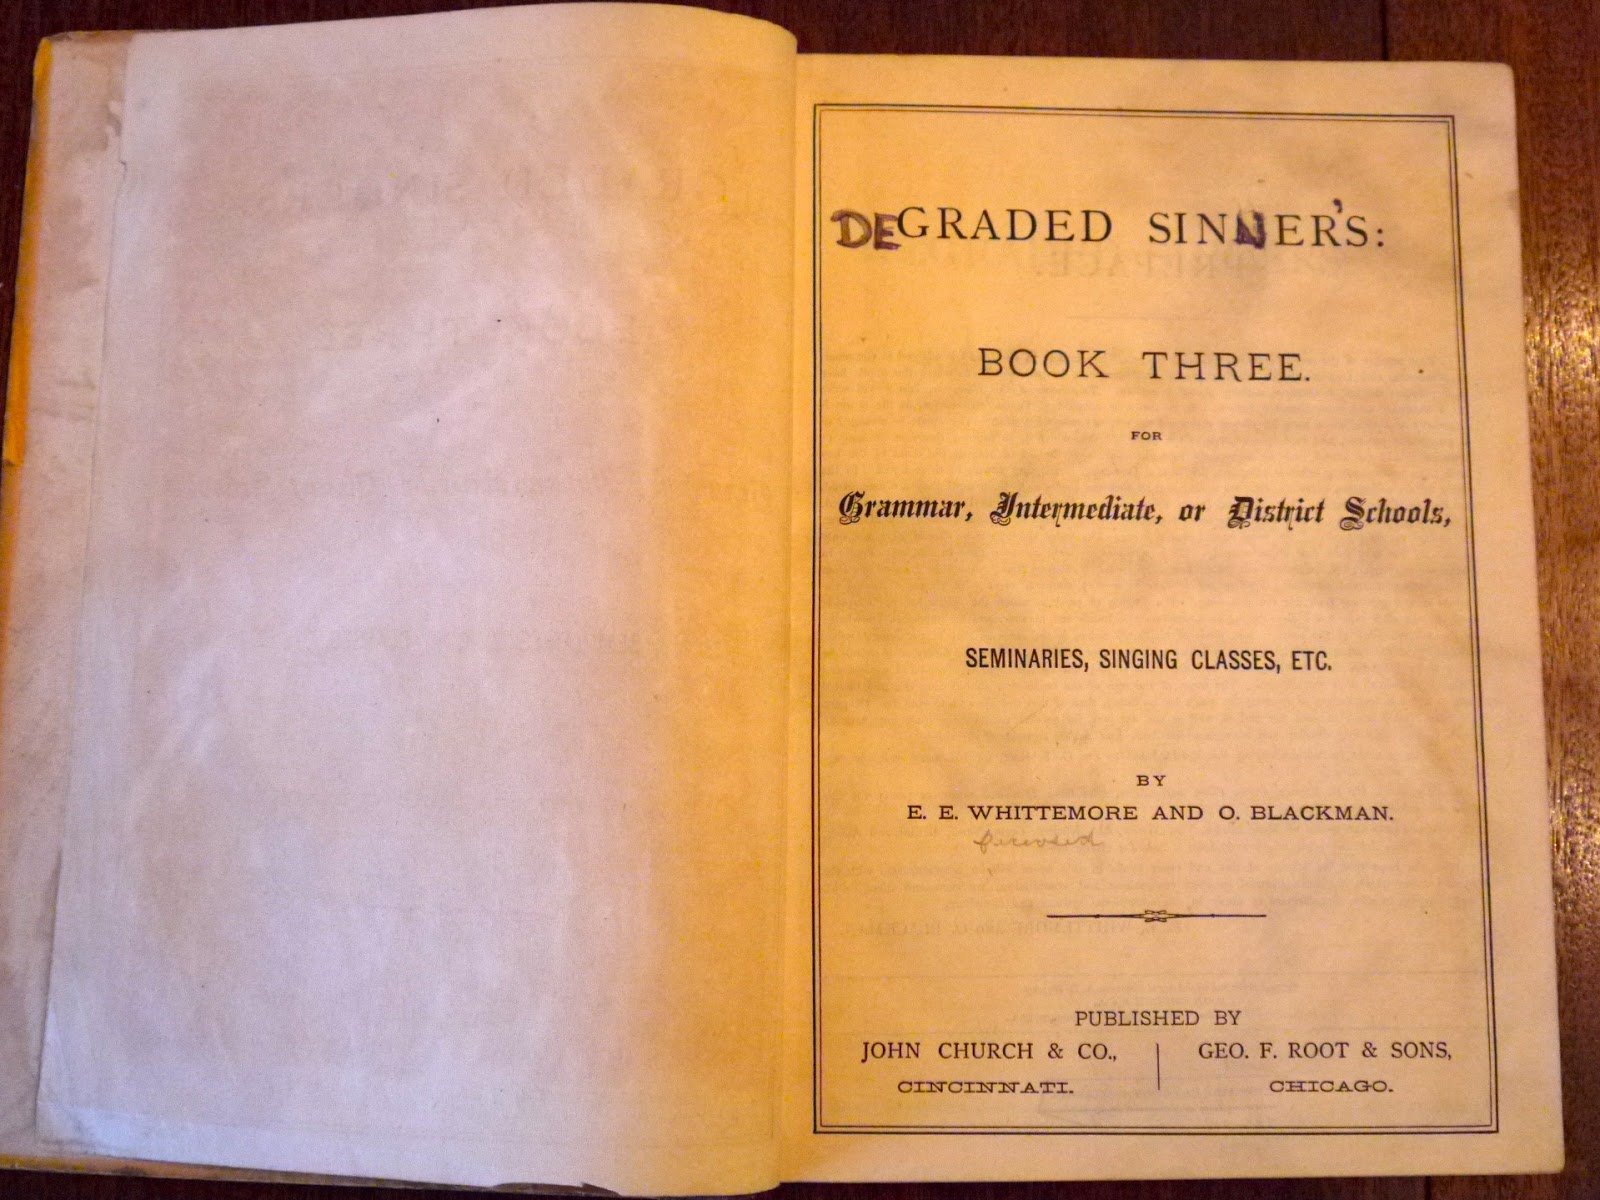 DEGRADED SINNER'S:
BOOK THREE.
FOR
Grammar, Intermediate, or District Schools,
SEMINARIES, SINGING CLASSES, ETC.
BY
E. E. WHITTEMORE AND O. BLACKMAN.
PUBLISHED BY
JOHN CHURCH & CO., | GEO. F. ROOT & SONS,
CINCINNATI. CHICAGO.